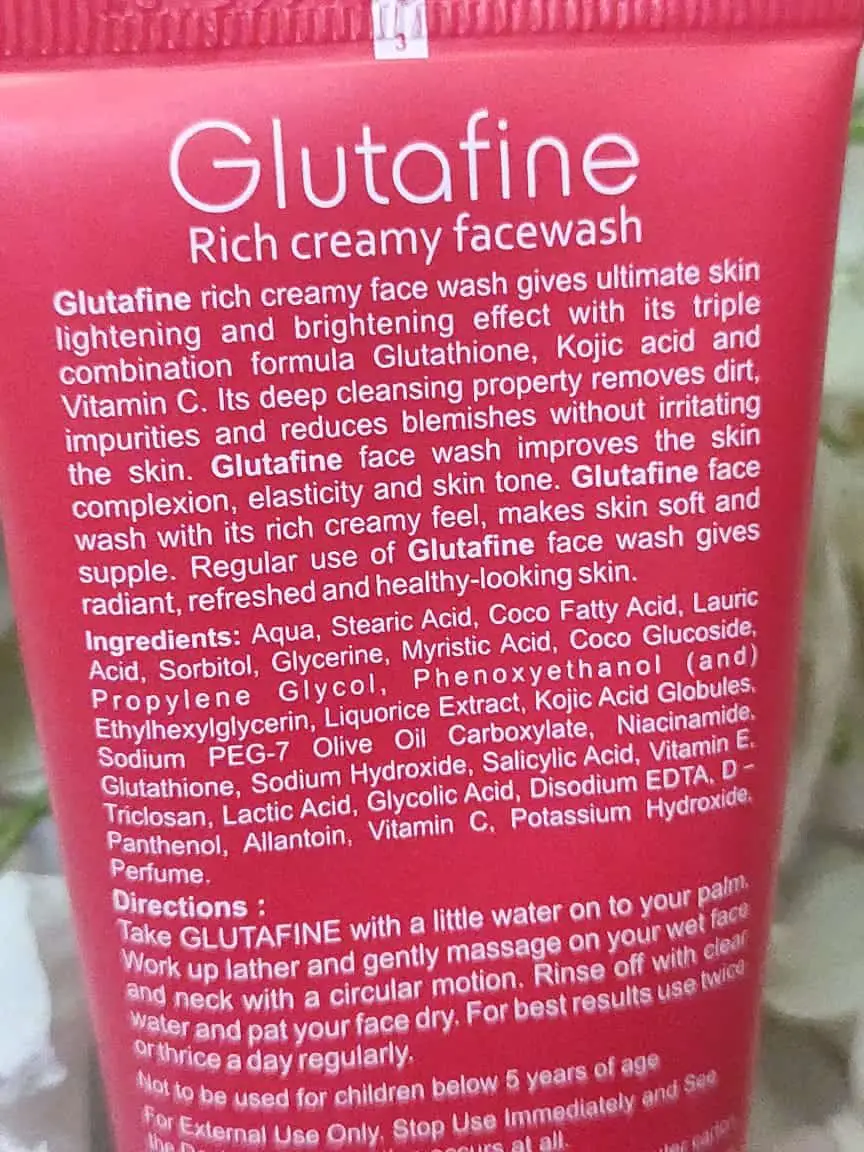 3
Glutafine
Rich creamy facewash
Glutafine rich creamy face wash gives ultimate skin
lightening and brightening effect with its triple
combination formula Glutathione, Kojic acid and
Vitamin C. Its deep cleansing property removes dirt,
impurities and reduces blemishes without irritating
the skin. Glutafine face wash improves the skin
complexion, elasticity and skin tone. Glutafine face
wash with its rich creamy feel, makes skin soft and
supple. Regular use of Glutafine face wash gives
radiant, refreshed and healthy-looking skin.
Ingredients: Aqua, Stearic Acid, Coco Fatty Acid, Lauric
Acid, Sorbitol, Glycerine, Myristic Acid, Coco Glucoside,
Propylene Glycol, Phenoxyethanol (and)
Ethylhexylglycerin, Liquorice Extract, Kojic Acid Globules,
Sodium PEG-7 Olive Oil Carboxylate, Niacinamide,
Glutathione, Sodium Hydroxide, Salicylic Acid, Vitamin E,
Triclosan, Lactic Acid, Glycolic Acid, Disodium EDTA, D -
Panthenol, Allantoin, Vitamin C, Potassium Hydroxide,
Perfume.
Directions :
Take GLUTAFINE with a little water on to your palm.
Work up lather and gently massage on your wet face
and neck with a circular motion. Rinse off with clear
water and pat your face dry. For best results use twice
or thrice a day regularly.
Not to be used for children below 5 years of age
For External Use Only. Stop Use Immediately and See
the at all.